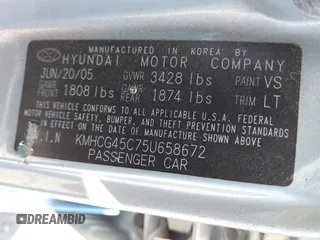 MANUFACTURED IN KOREA BY
HYUNDAI MOTOR COMPANY
JUN/20/05 GVWR 3428 lbs PAINT VS
GAWR FRONT 1808 lbs GAWR REAR 1874 lbs TRIM LT
THIS VEHICLE CONFORMS TO ALL APPLICABLE U.S.A. FEDERAL
MOTOR VEHICLE SAFETY, BUMPER, AND THEFT
PREVENTION STANDARDS IN EFFECT ON THE DATE OF
MANUFACTURE SHOWN ABOVE.
V.I.N KMHCG45C75U658672
PASSENGER CAR
DREAMBID